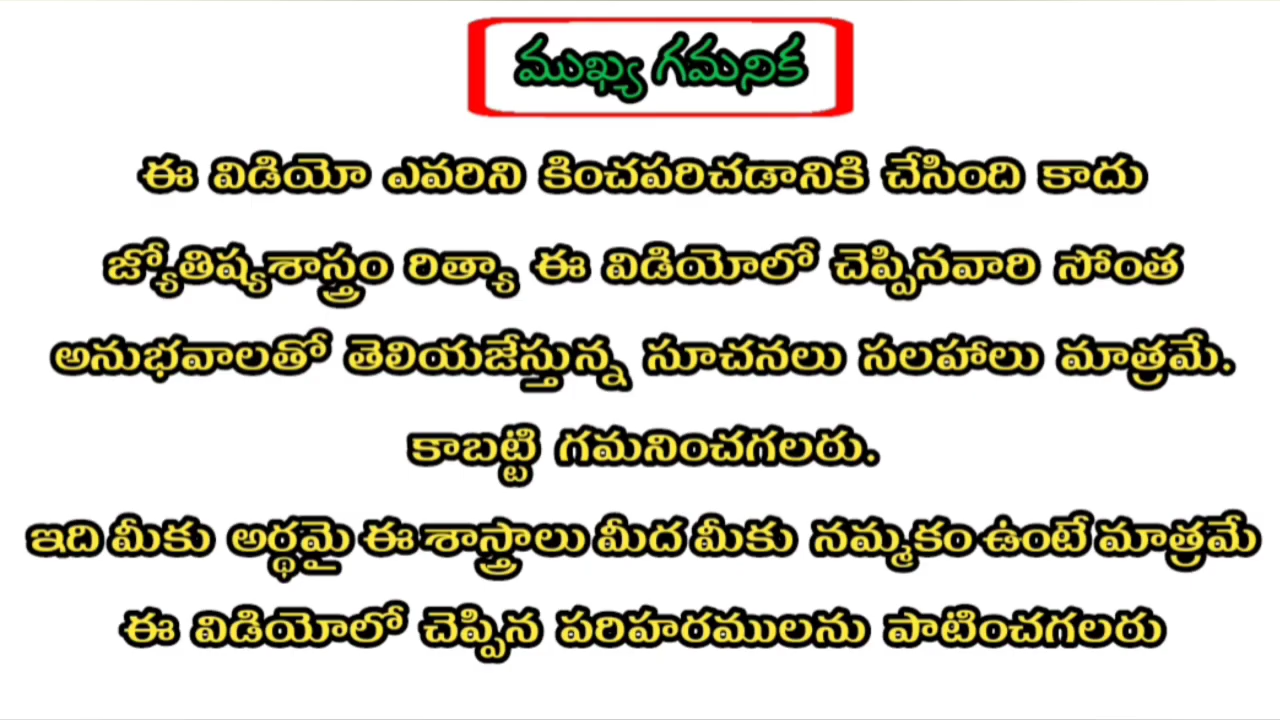 ముఖ్య గమనిక
ఈ విడియో ఎవరిని కించపరిచడానికి చేసింది కాదు
జ్యోతిష్యశాస్త్రం రిత్యా ఈ విడియోలో చెప్పినవారి సోంత
అనుభవాలతో తెలియజేస్తున్న సూచనలు సలహాలు మాత్రమే.
కాబట్టి గమనించగలరు.
ఇది మీకు అర్థమై ఈ శాస్త్రాలు మీద మీకు నమ్మకం ఉంటే మాత్రమే
ఈ విడియోలో చెప్పిన పరిహరములను పాటించగలరు